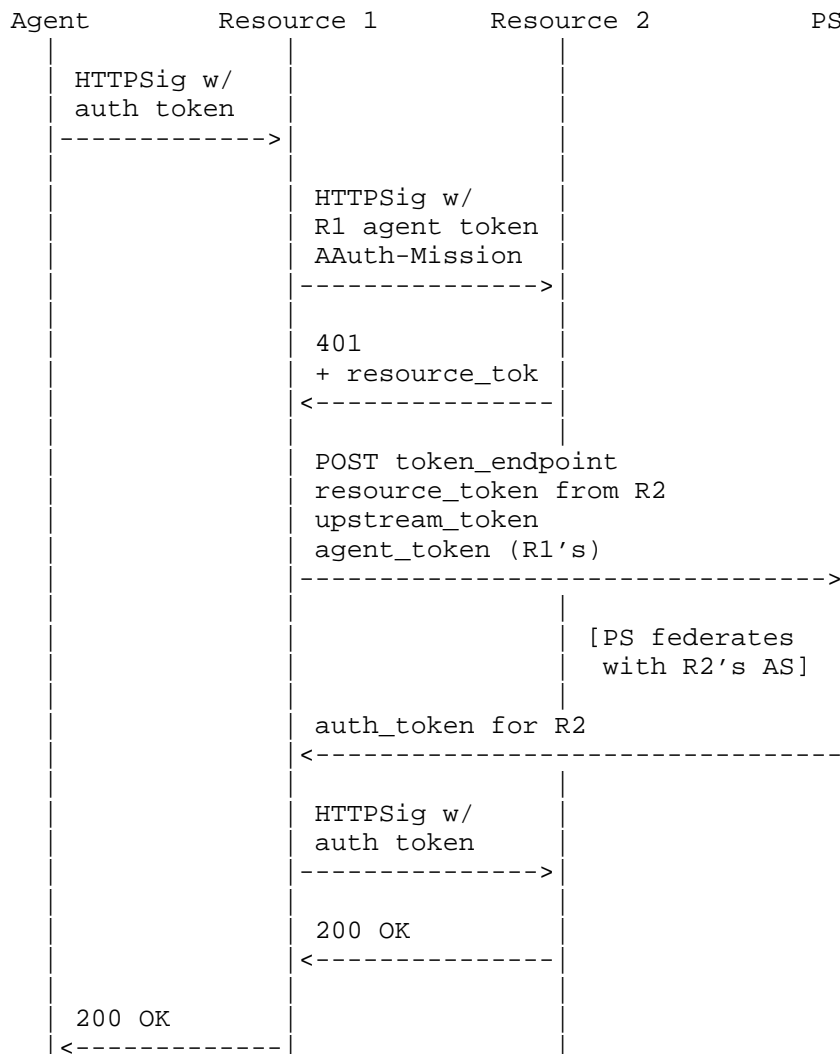 Agent Resource 1 Resource 2 PS
HTTPSig w/
auth token
HTTPSig w/
R1 agent token
AAuth-Mission
401
+ resource_tok
POST token_endpoint
resource_token from R2
upstream_token
agent_token (R1's)
[PS federates
with R2's AS]
auth_token for R2
HTTPSig w/
auth token
200 OK
200 OK